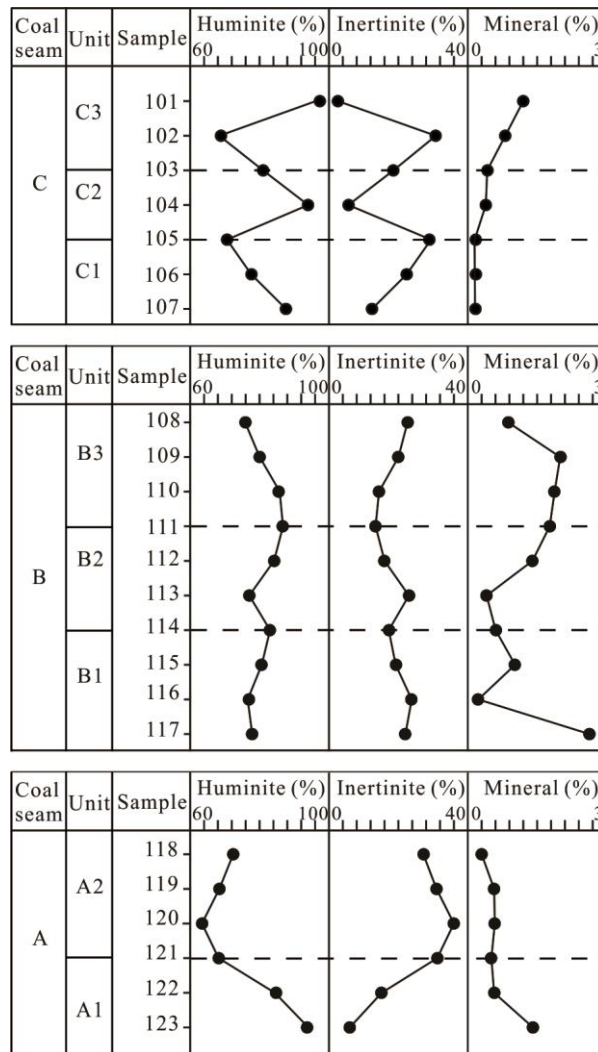 Coal seam Unit Sample Huminite (%) Inertinite (%) Mineral (%)
60 100 0 40 0 3
C3
101
102
C
103
C2
104
105
C1
106
107
Coal seam Unit Sample Huminite (%) Inertinite (%) Mineral (%)
60 100 0 40 0 3
108
B3
109
110
111
B2
112
B
113
114
B1
115
116
117
Coal seam Unit Sample Huminite (%) Inertinite (%) Mineral (%)
60 100 0 40 0 3
118
A2
119
120
A
121
122
A1
123